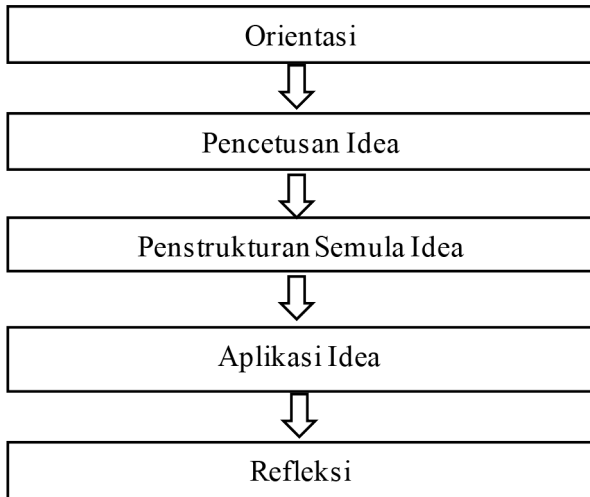 Orientasi
Pencetusan Idea
Penstrukturan Semula Idea
Aplikasi Idea
Refleksi